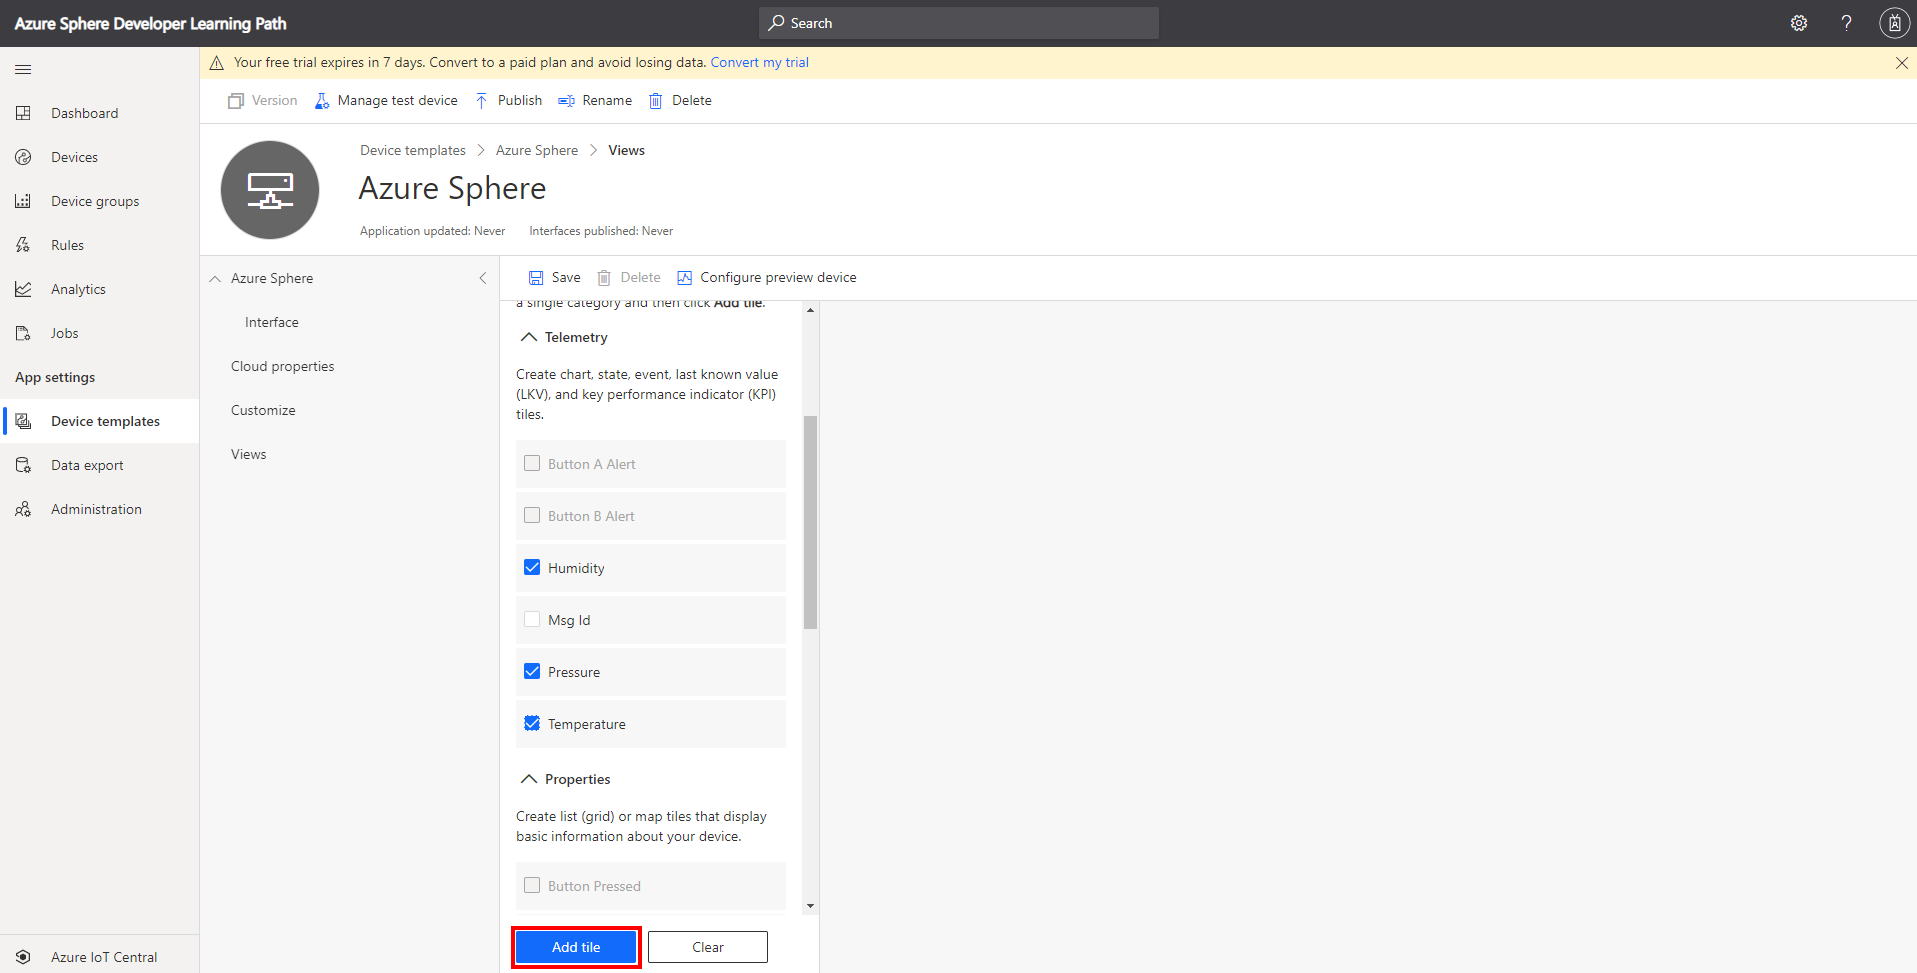 Azure Sphere Developer Learning Path
Search
?
Your free trial expires in 7 days. Convert to a paid plan and avoid losing data. Convert my trial
Dashboard
Devices
Device groups
Rules
Analytics
Jobs
App settings
Device templates
Data export
Administration
Azure IoT Central
Version Manage test device Publish Rename Delete
Device templates > Azure Sphere > Views
Azure Sphere
Application updated: Never Interfaces published: Never
Azure Sphere
Interface
Cloud properties
Customize
Views
Save Delete Configure preview device
a single category and then click Add tile.
Telemetry
Create chart, state, event, last known value
(LKV), and key performance indicator (KPI)
tiles.
Button A Alert
Button B Alert
Humidity
Msg Id
Pressure
Temperature
Properties
Create list (grid) or map tiles that display
basic information about your device.
Button Pressed
Add tile Clear